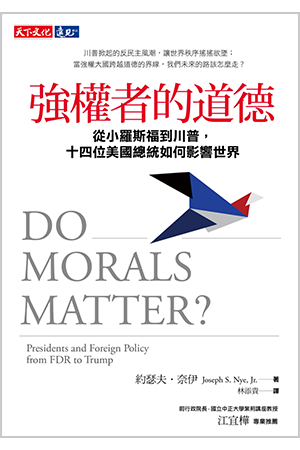 天下文化 遠見
川普掀起的反民主風潮，讓世界秩序搖搖欲墜；
當強權大國跨越道德的界線，我們未來的路該怎麼走？
強權者的道德
從小羅斯福到川普，
十四位美國總統如何影響世界
DO
MORALS
MATTER?
Presidents and Foreign Policy
from FDR to Trump
約瑟夫・奈伊 Joseph S. Nye, Jr. 著
林添貴 譯
前行政院長、國立中正大學紫荊講座教授
江宜樺 專業推薦